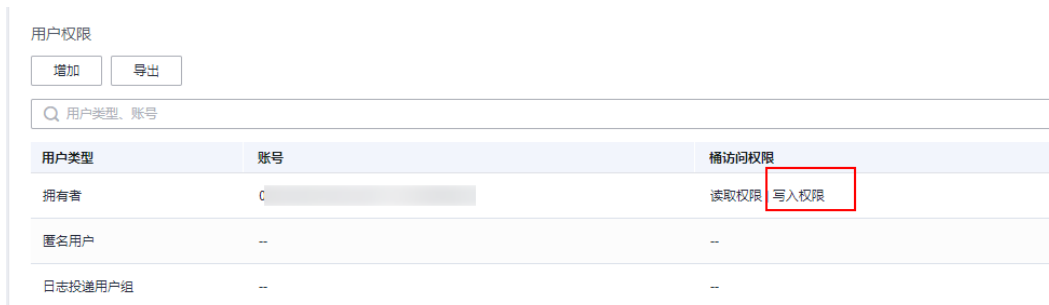 用户权限
增加 导出
用户类型、账号
用户类型 账号 桶访问权限
拥有者 0 读取权限 写入权限
匿名用户 -- --
日志投递用户组 -- --